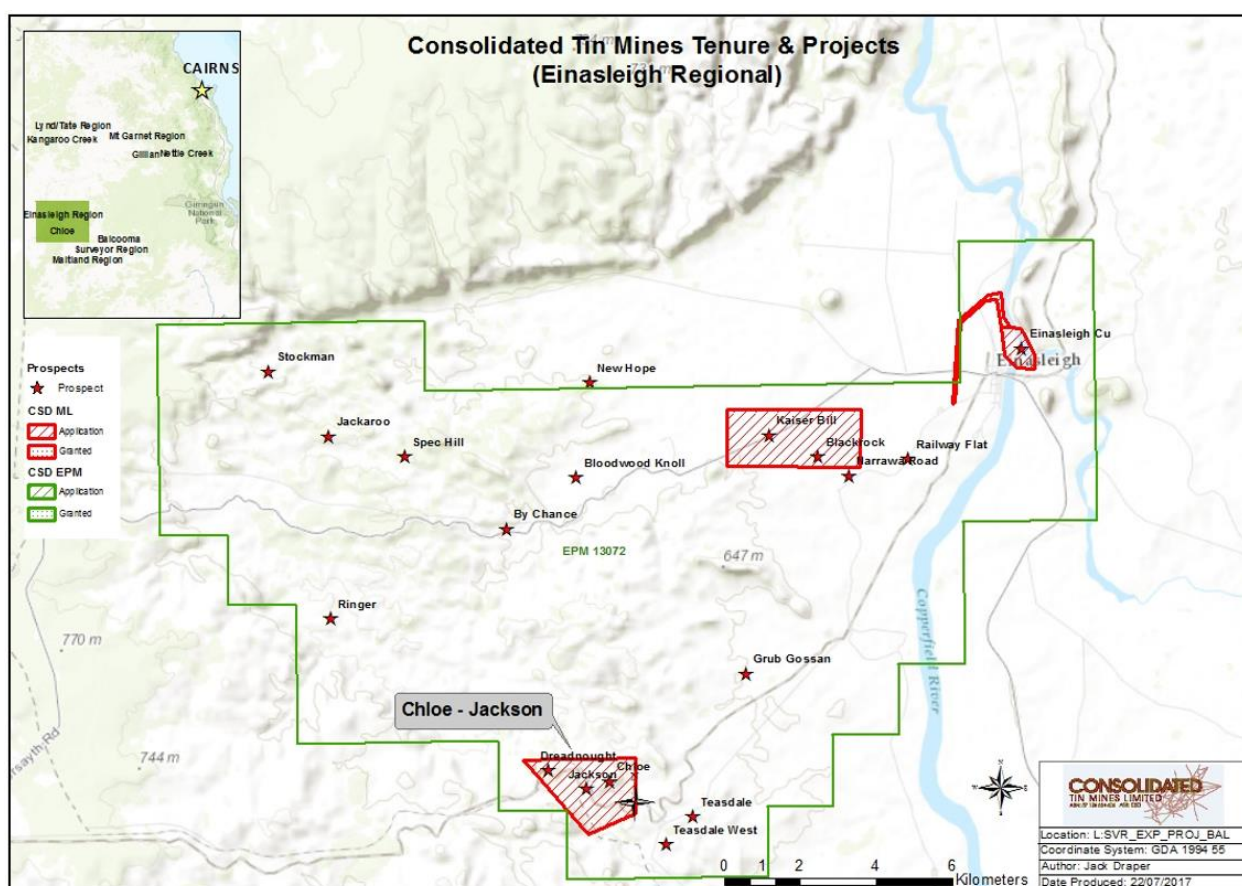 Consolidated Tin Mines Tenure & Projects
(Einasleigh Regional)
CAIRNS
Lynd/Tate Region
Kangaroo Creek
Mt Garnet Region
Gillian
Nettle Creek
Girringun
National
Park
Einasleigh Region
Chloe
Balcooma
Surveyor Region
Maitland Region
Prospects
Prospect
CSD ML
Application
Granted
CSD EPM
Application
Granted
Stockman
New Hope
Einasleigh Cu
Einasleigh
Jackaroo
Spec Hill
Kaiser Bill
Blackrock
Railway Flat
Narrawa Road
Bloodwood Knoll
By Chance
EPM 13072
647 m
Ringer
770 m
Copperfield River
Grub Gossan
Chloe - Jackson
744 m
Dreadnought
Chloe
Jackson
Teasdale
Teasdale West
N
W
E
S
0 1 2 4 6
Kilometers
CONSOLIDATED
TIN MINES LIMITED
Location: L:SVR_EXP_PROJ_BAL
Coordinate System: GDA 1994 55
Author: Jack Draper
Date Produced: 22/07/2017